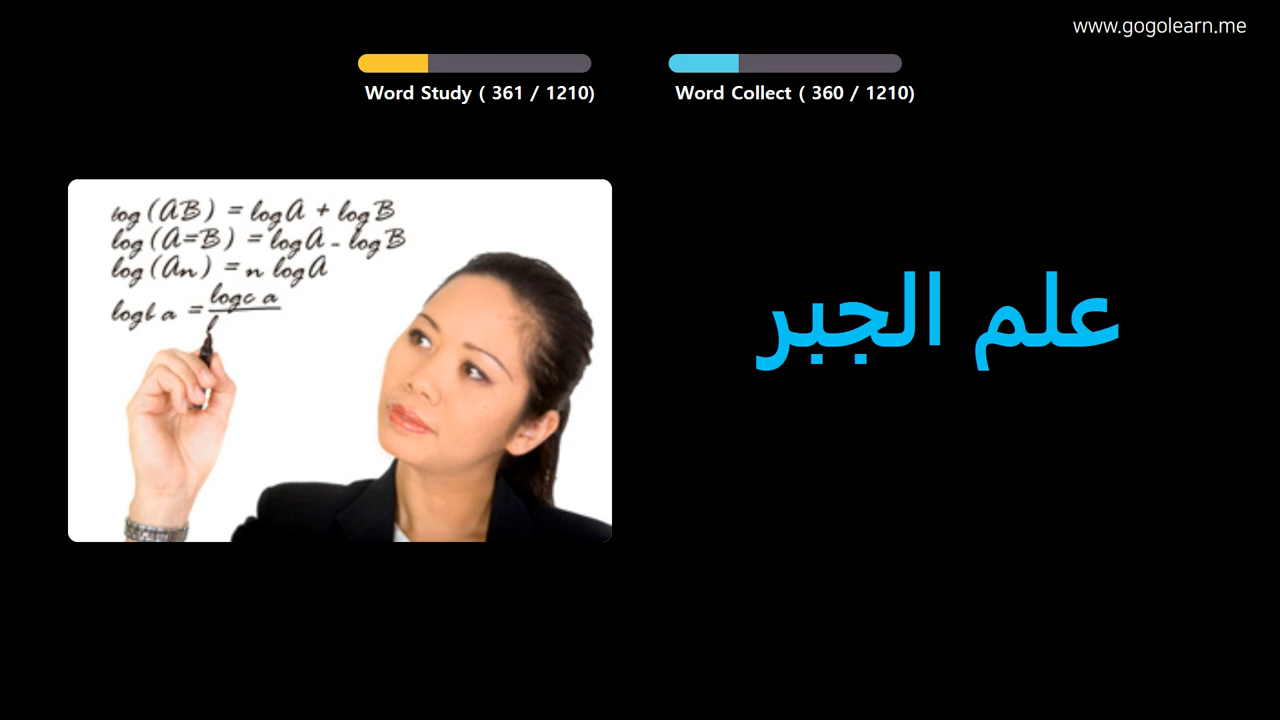 www.gogolearn.me
Word Study ( 361 / 1210)
Word Collect ( 360 / 1210)
log (AB) = log A + log B
log (A=B) = log A - log B
log (An) = n log A
logb a = logc a
علم الجبر